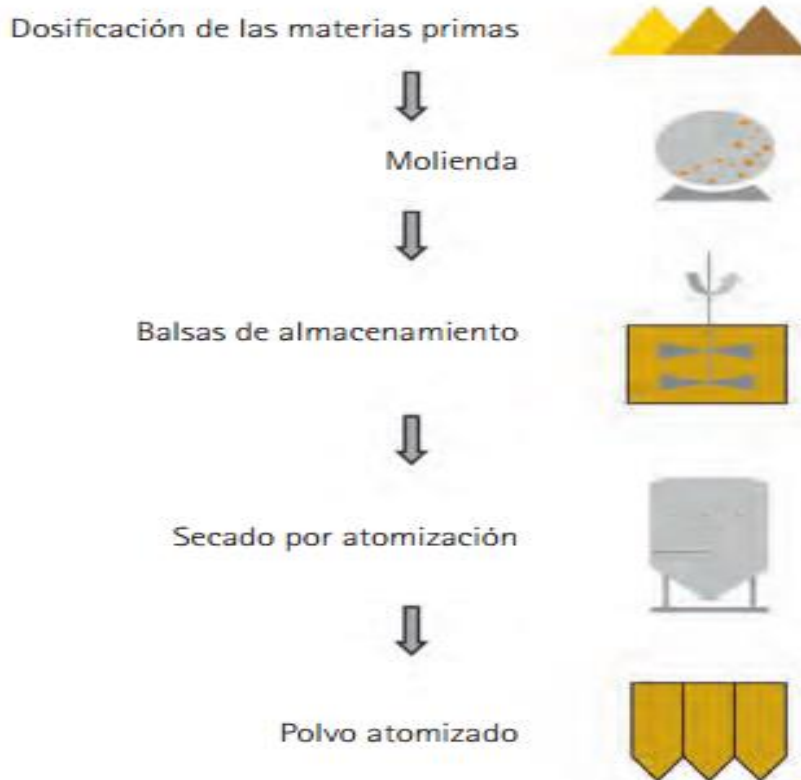 Dosificación de las materias primas
Molienda
Balsas de almacenamiento
Secado por atomización
Polvo atomizado